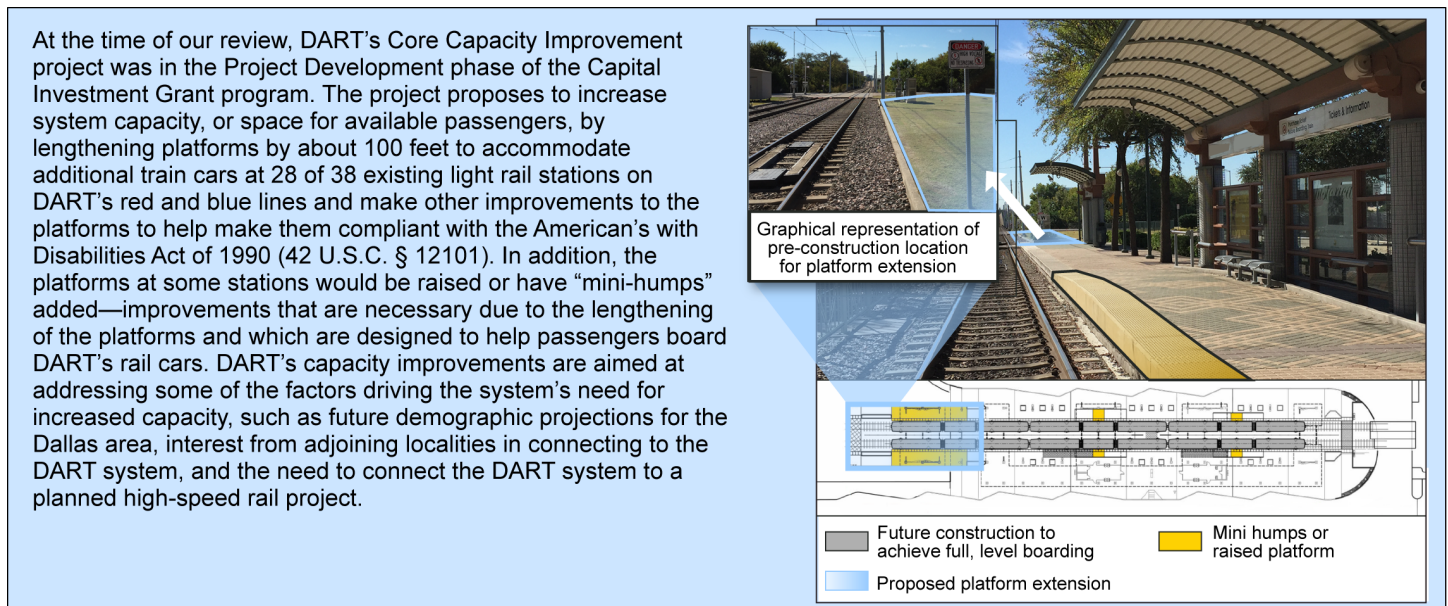 At the time of our review, DART's Core Capacity Improvement
project was in the Project Development phase of the Capital
Investment Grant program. The project proposes to increase
system capacity, or space for available passengers, by
lengthening platforms by about 100 feet to accommodate
additional train cars at 28 of 38 existing light rail stations on
DART's red and blue lines and make other improvements to the
platforms to help make them compliant with the American's with
Disabilities Act of 1990 (42 U.S.C. § 12101). In addition, the
platforms at some stations would be raised or have “mini-humps”
added—improvements that are necessary due to the lengthening
of the platforms and which are designed to help passengers board
DART's rail cars. DART's capacity improvements are aimed at
addressing some of the factors driving the system's need for
increased capacity, such as future demographic projections for the
Dallas area, interest from adjoining localities in connecting to the
DART system, and the need to connect the DART system to a
planned high-speed rail project.
DANGER
Tickets & Information
Graphical representation of
pre-construction location
for platform extension
Future construction to
achieve full, level boarding
Mini humps or
raised platform
Proposed platform extension